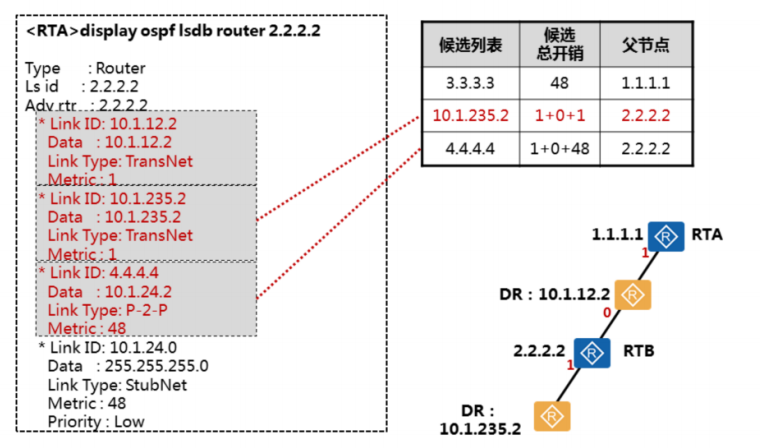 <RTA>display ospf lsdb router 2.2.2.2
Type : Router
Ls id : 2.2.2.2
Adv rtr : 2.2.2.2
* Link ID: 10.1.12.2
Data : 10.1.12.2
Link Type: TransNet
Metric : 1
* Link ID: 10.1.235.2
Data : 10.1.235.2
Link Type: TransNet
Metric : 1
* Link ID: 4.4.4.4
Data : 10.1.24.2
Link Type: P-2-P
Metric : 48
* Link ID: 10.1.24.0
Data : 255.255.255.0
Link Type: StubNet
Metric : 48
Priority : Low
候选列表 候选总开销 父节点
3.3.3.3 48 1.1.1.1
10.1.235.2 1+0+1 2.2.2.2
4.4.4.4 1+0+48 2.2.2.2
1.1.1.1 R RTA
1
DR：10.1.12.2 R
0
2.2.2.2 R RTB
1
DR： R
10.1.235.2